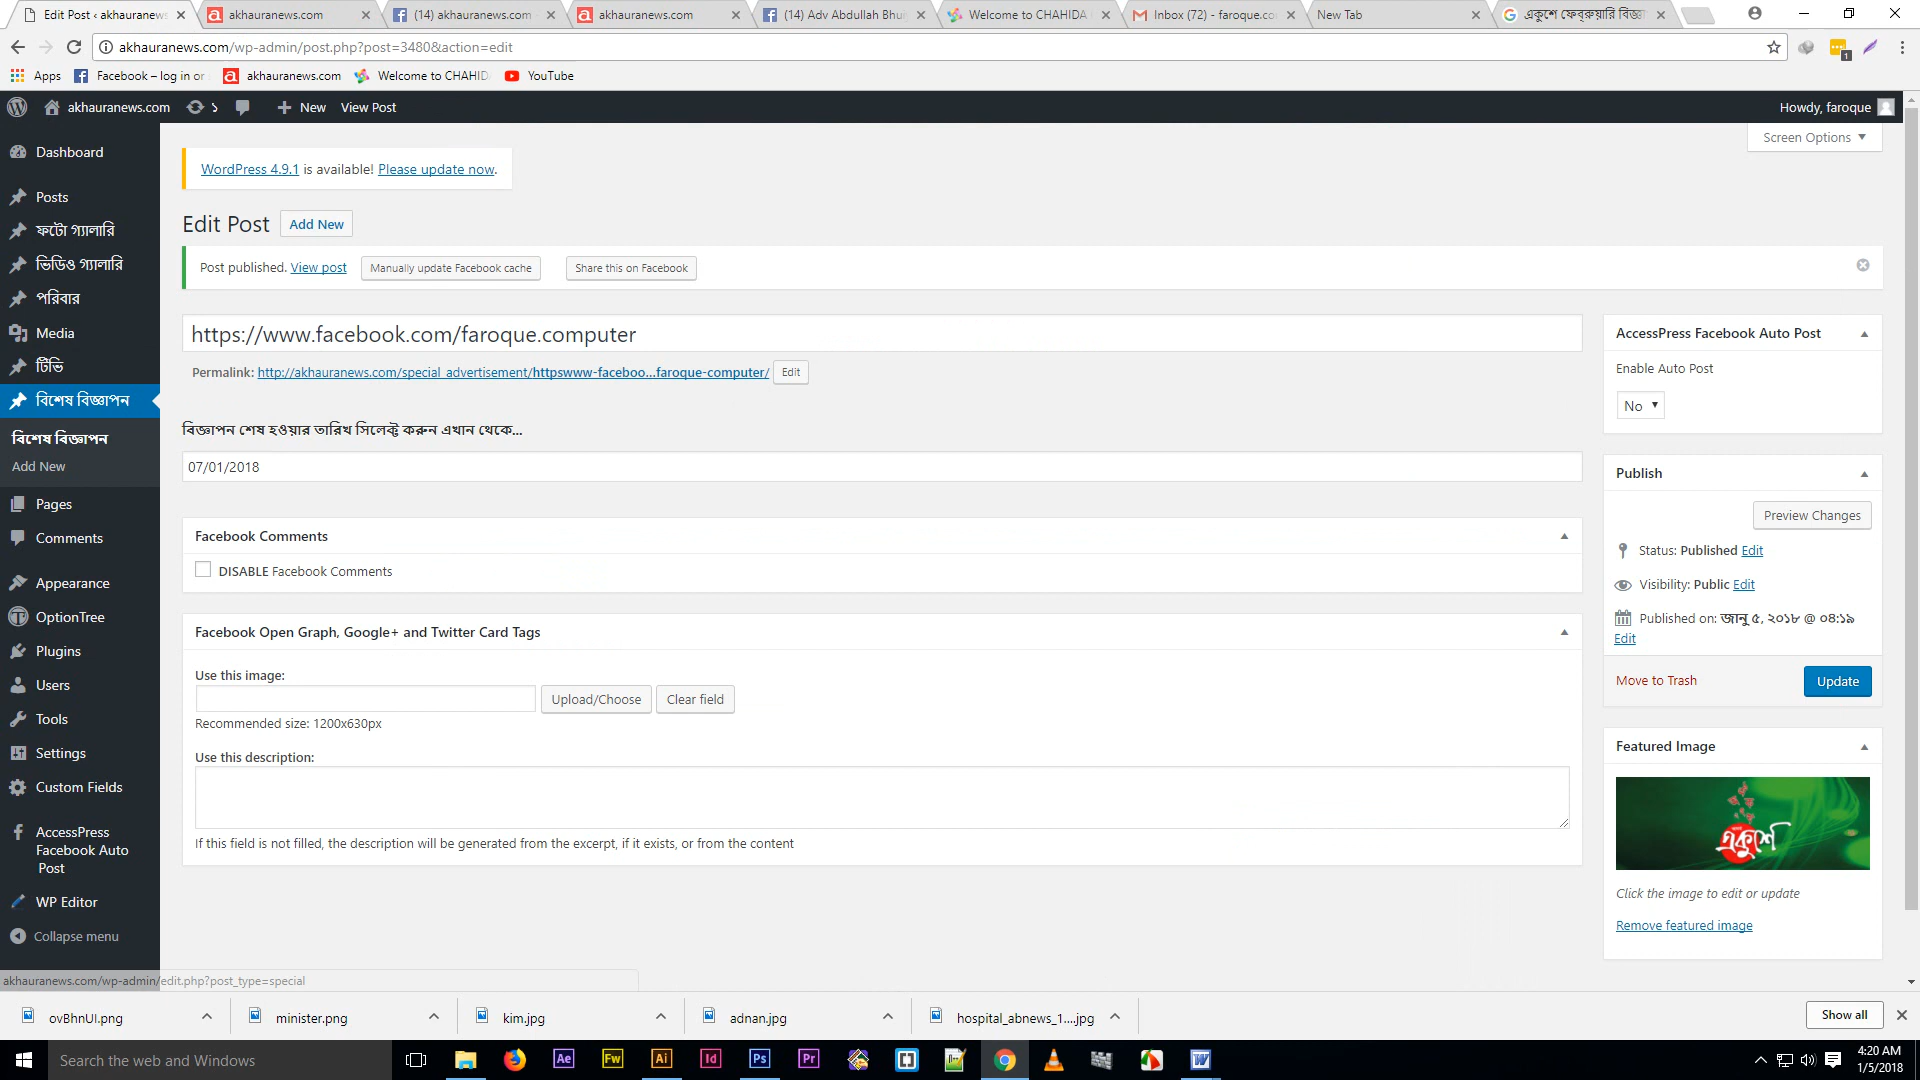 Edit Post ‹ akhauranews
akhauranews.com
(14) akhauranews.com
akhauranews.com
(14) Adv Abdullah Bhu
Welcome to CHAHIDA
Inbox (72) - faroque.co
New Tab
একুশে ফেব্রুয়ারি বিজ্ঞা
akhauranews.com/wp-admin/post.php?post=3480&action=edit
1
Apps
Facebook – log in or
akhauranews.com
Welcome to CHAHID
YouTube
akhauranews.com
১
New
View Post
Howdy, faroque
Screen Options
WordPress 4.9.1 is available! Please update now.
Edit Post
Add New
Post published. View post
Manually update Facebook cache
Share this on Facebook
https://www.facebook.com/faroque.computer
Permalink: http://akhauranews.com/special_advertisement/httpswww-faceboo…faroque-computer/
Edit
বিজ্ঞাপন শেষ হওয়ার তারিখ সিলেক্ট করুন এখান থেকে...
07/01/2018
Facebook Comments
DISABLE Facebook Comments
Facebook Open Graph, Google+ and Twitter Card Tags
Use this image:
Upload/Choose
Clear field
Recommended size: 1200x630px
Use this description:
If this field is not filled, the description will be generated from the excerpt, if it exists, or from the content
Dashboard
Posts
ফটো গ্যালারি
ভিডিও গ্যালারি
পরিবার
Media
টিভি
বিশেষ বিজ্ঞাপন
বিশেষ বিজ্ঞাপন
Add New
Pages
Comments
Appearance
OptionTree
Plugins
Users
Tools
Settings
Custom Fields
AccessPress
Facebook Auto
Post
WP Editor
Collapse menu
AccessPress Facebook Auto Post
Enable Auto Post
No
Publish
Preview Changes
Status: Published Edit
Visibility: Public Edit
Published on: জানু ৫, ২০১৮ @ ০৪:১৯
Edit
Move to Trash
Update
Featured Image
একুশে
Click the image to edit or update
Remove featured image
akhauranews.com/wp-admin/edit.php?post_type=special
ovBhnUI.png
minister.png
kim.jpg
adnan.jpg
hospital_abnews_1....jpg
Show all
Search the web and Windows
Ae
Fw
Ai
Id
Ps
Pr
4:20 AM
1/5/2018